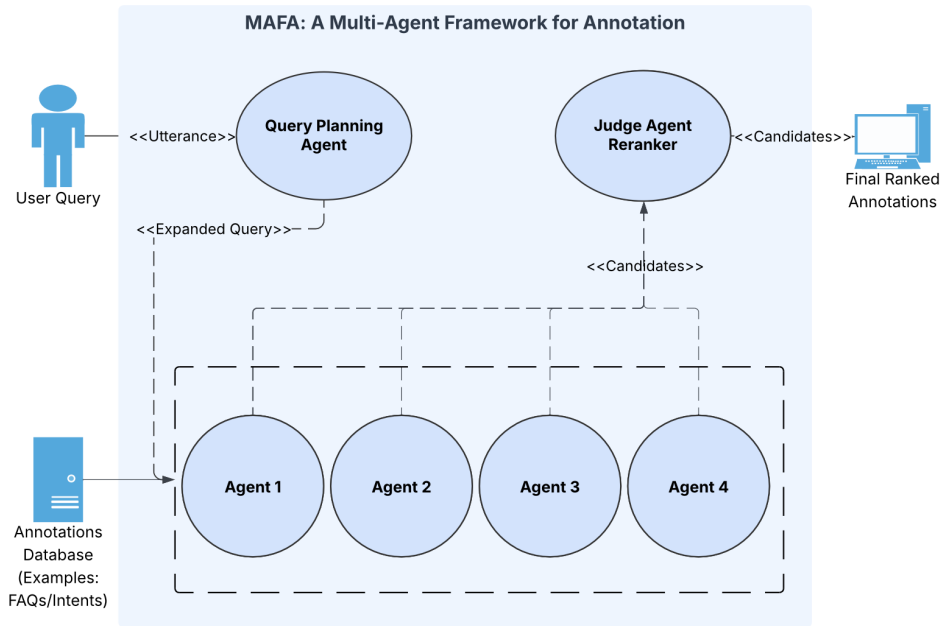 MAFA: A Multi-Agent Framework for Annotation
User Query
<<Utterance>>
Query Planning
Agent
Judge Agent
Reranker
<<Candidates>>
Final Ranked
Annotations
<<Expanded Query>>
<<Candidates>>
Agent 1
Agent 2
Agent 3
Agent 4
Annotations
Database
(Examples:
FAQs/Intents)